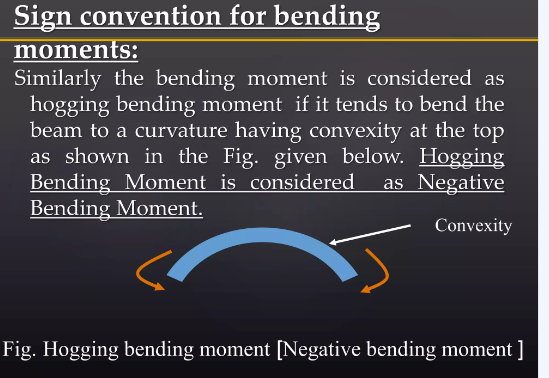 Sign convention for bending
moments:
Similarly the bending moment is considered as
hogging bending moment if it tends to bend the
beam to a curvature having convexity at the top
as shown in the Fig. given below. Hogging
Bending Moment is considered as Negative
Bending Moment.
Convexity
Fig. Hogging bending moment [Negative bending moment ]